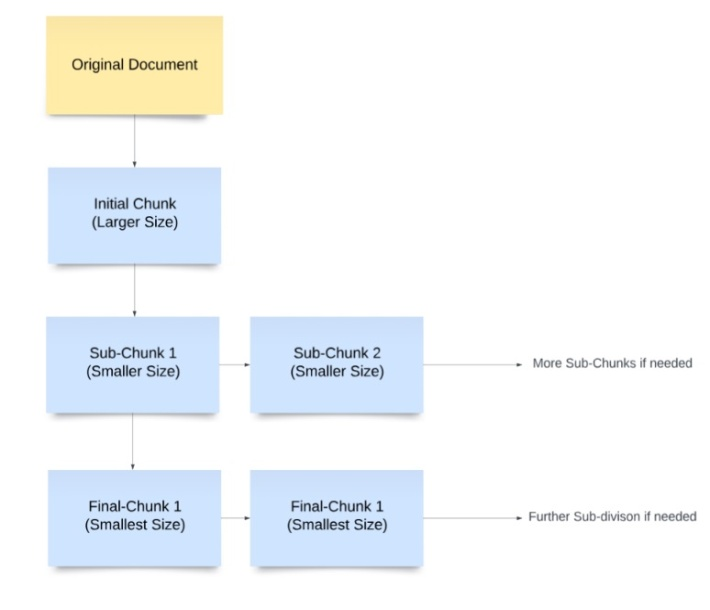 Original Document
Initial Chunk
(Larger Size)
Sub-Chunk 1
(Smaller Size)
Sub-Chunk 2
(Smaller Size)
More Sub-Chunks if needed
Final-Chunk 1
(Smallest Size)
Final-Chunk 1
(Smallest Size)
Further Sub-divison if needed